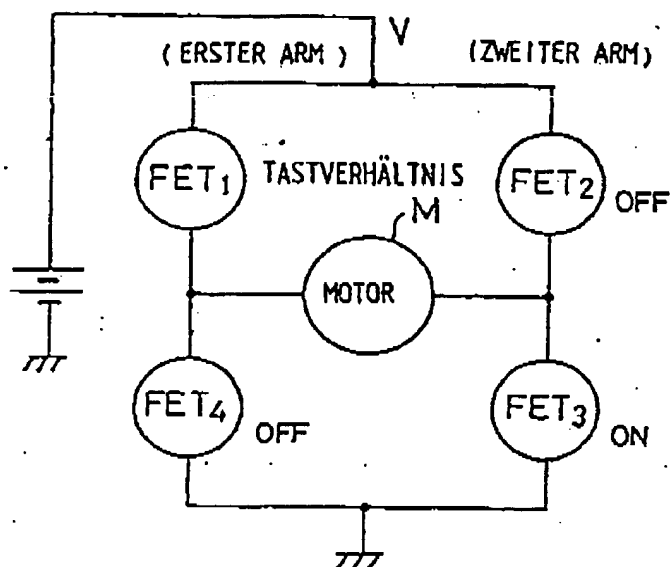 V
( ERSTER ARM )
(ZWEITER ARM)
FET1
TASTVERHÄLTNIS
FET2
OFF
M
MOTOR
FET4
OFF
FET3
ON